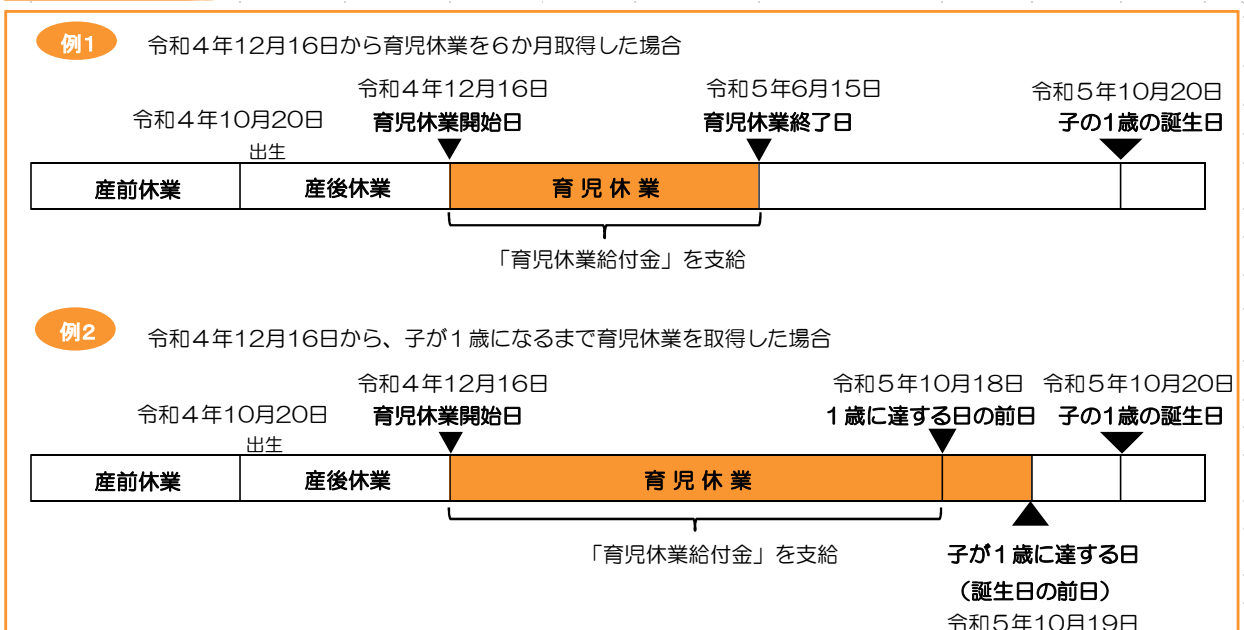 例1 令和4年12月16日から育児休業を6か月取得した場合
令和4年12月16日 令和5年6月15日 令和5年10月20日
令和4年10月20日 育児休業開始日 育児休業終了日 子の1歳の誕生日
出生
産前休業 産後休業 育児休業
「育児休業給付金」を支給
例2 令和4年12月16日から、子が1歳になるまで育児休業を取得した場合
令和4年12月16日 令和5年10月18日 令和5年10月20日
令和4年10月20日 育児休業開始日 1歳に達する日の前日 子の1歳の誕生日
出生
産前休業 産後休業 育児休業
「育児休業給付金」を支給 子が1歳に達する日
(誕生日の前日)
令和5年10月19日